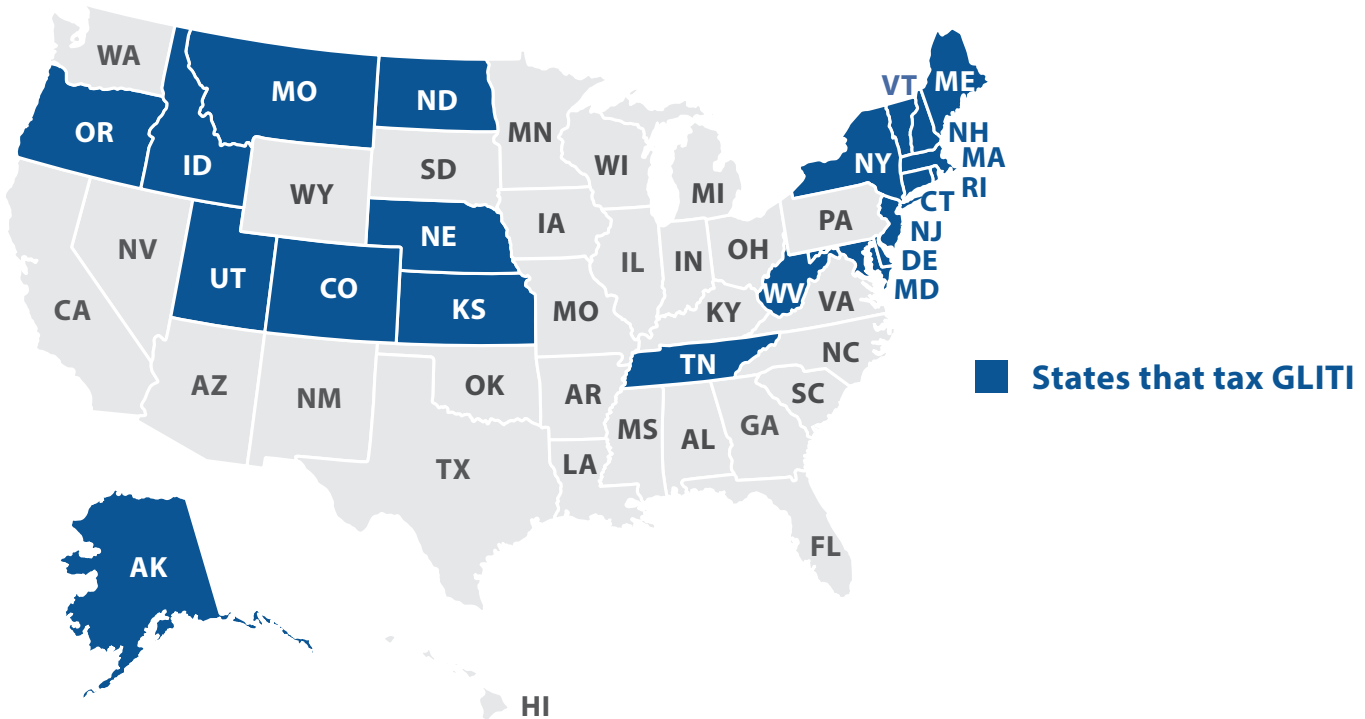 WA
MO
ND
VT
ME
OR
MN
NH
ID
NY
MA
WI
SD
RI
WY
MI
CT
PA
IA
NJ
NE
NV
OH
DE
IL
IN
UT
CO
MD
WV
VA
CA
KS
MO
KY
NC
TN
AZ
OK
AR
SC
NM
States that tax GLITI
GA
MS
AL
TX
LA
FL
AK
HI